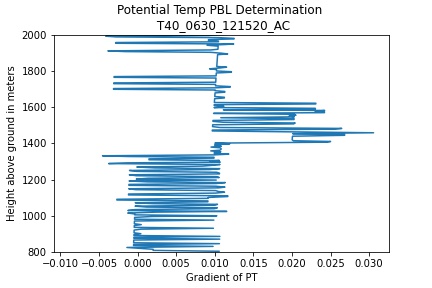 Potential Temp PBL Determination
T40_0630_121520_AC
Height above ground in meters
2000
1800
1600
1400
1200
1000
800
−0.010 −0.005 0.000 0.005 0.010 0.015 0.020 0.025 0.030
Gradient of PT